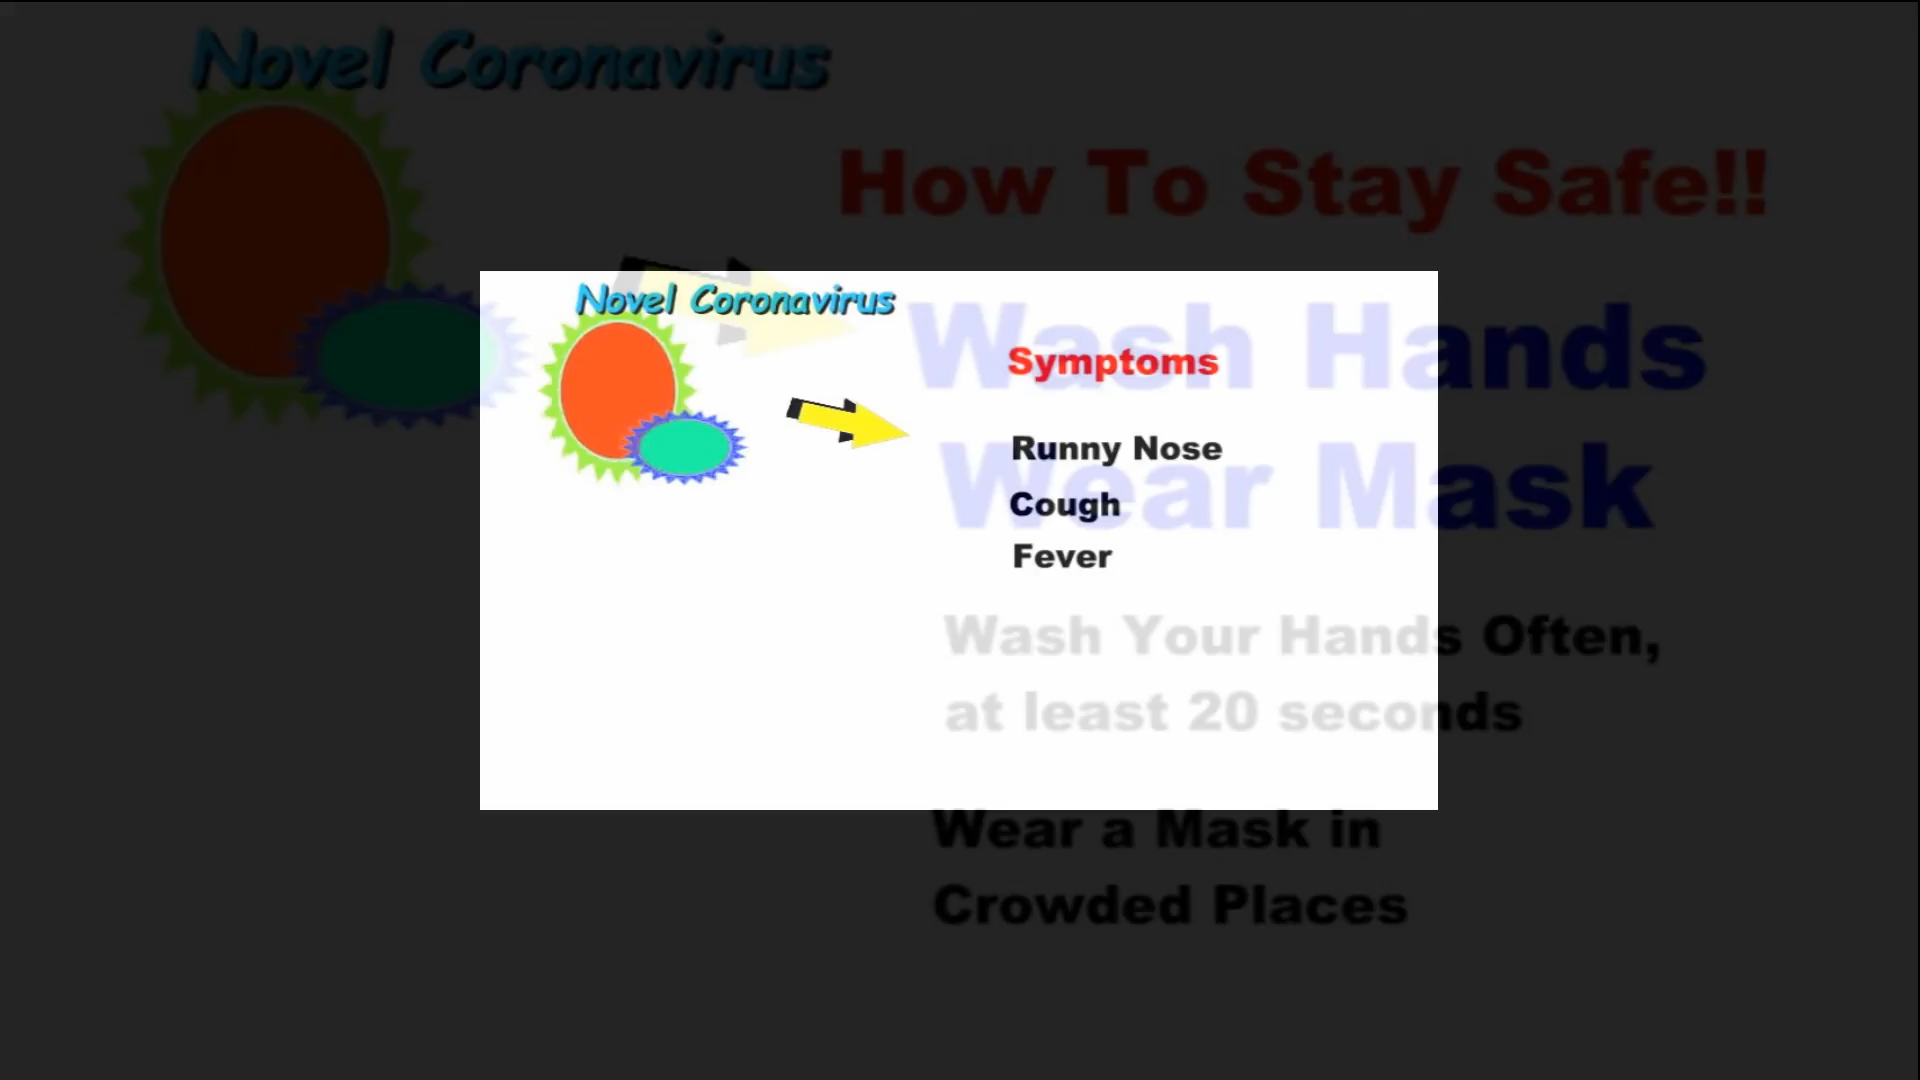 Novel Coronavirus
How To Stay Safe!!
Wash Hands
Wear Mask
Wash Your Hands Often,
at least 20 seconds
Wear a Mask in
Crowded Places
Novel Coronavirus
Symptoms
Runny Nose
Cough
Fever